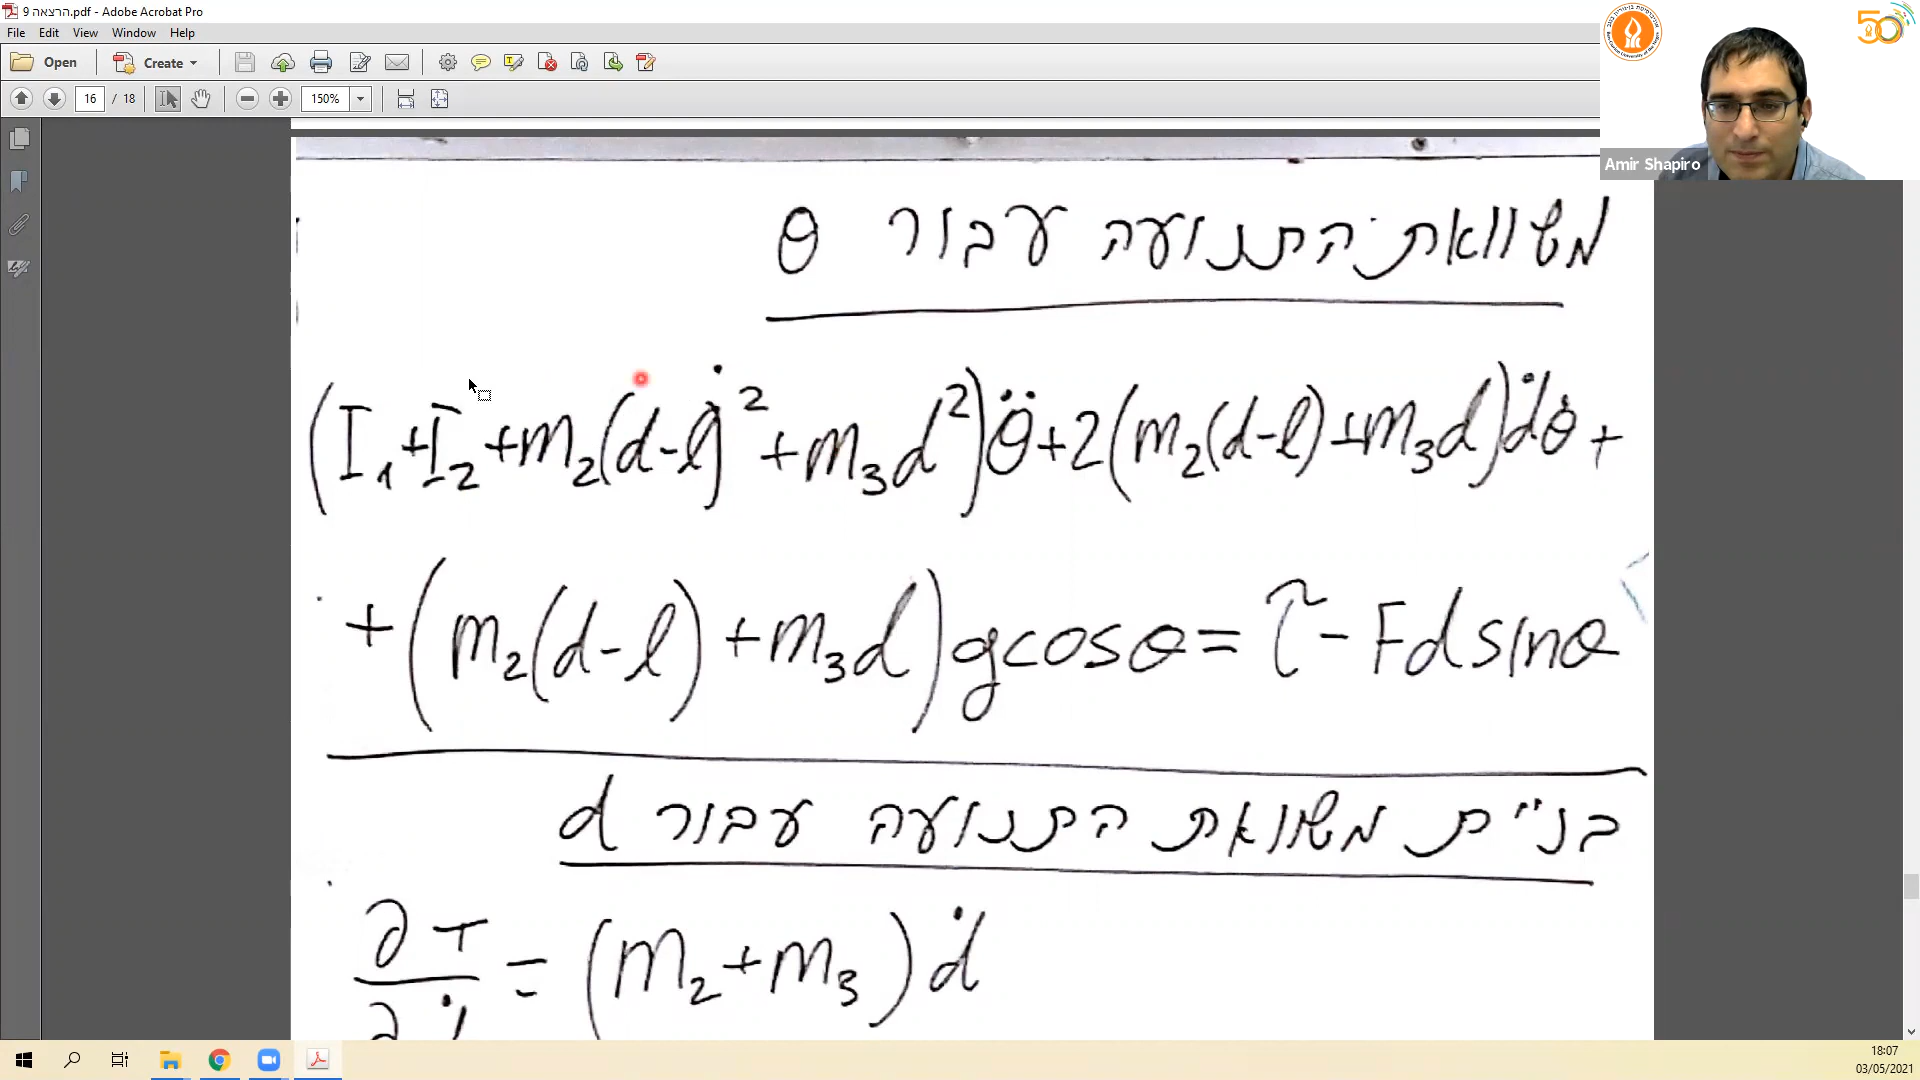 הרצאה 9.pdf - Adobe Acrobat Pro
File Edit View Window Help
Open Create
16 / 18 150%
Amir Shapiro
50
משוואת התנועה עבור θ
(I₁+I₂+m₂(d-l)²+m₃d²)θ̈+2(m₂(d-l)+m₃d)ḋθ̇+
+(m₂(d-l)+m₃d)gcosθ=τ-Fdsinθ
בניית משוואת התנועה עבור d
∂T/∂ḋ=(m₂+m₃)ḋ
18:07
03/05/2021